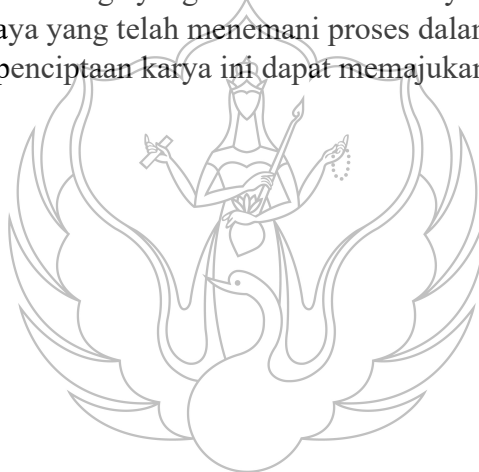 aya yang telah menemani proses dalam
penciptaan karya ini dapat memajukan